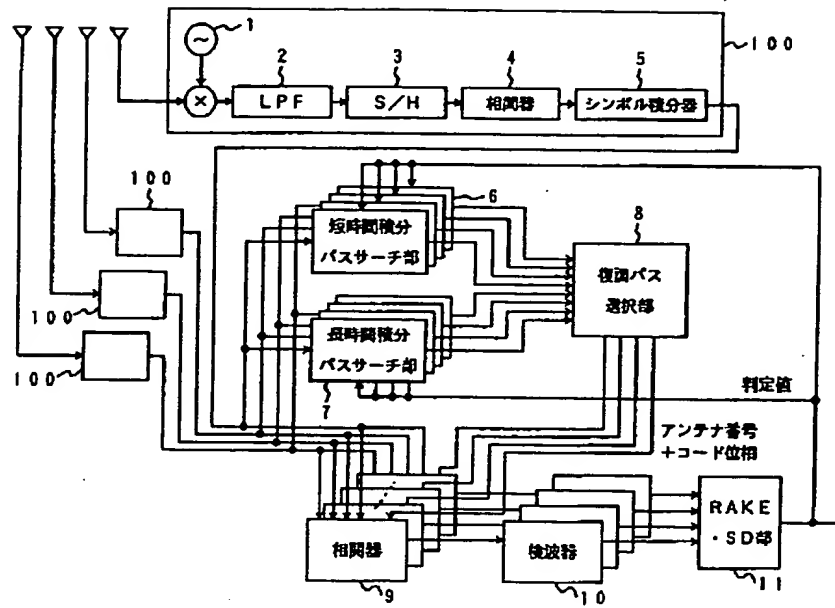 1
100
2
3
4
5
～
×
LPF
S/H
相関器
シンボル積分器
100
6
短時間積分
パスサーチ部
8
復調パス
選択部
100
100
長時間積分
パスサーチ部
7
判定値
アンテナ番号
＋コード位相
相関器
9
検波器
10
RAKE
・SD部
11